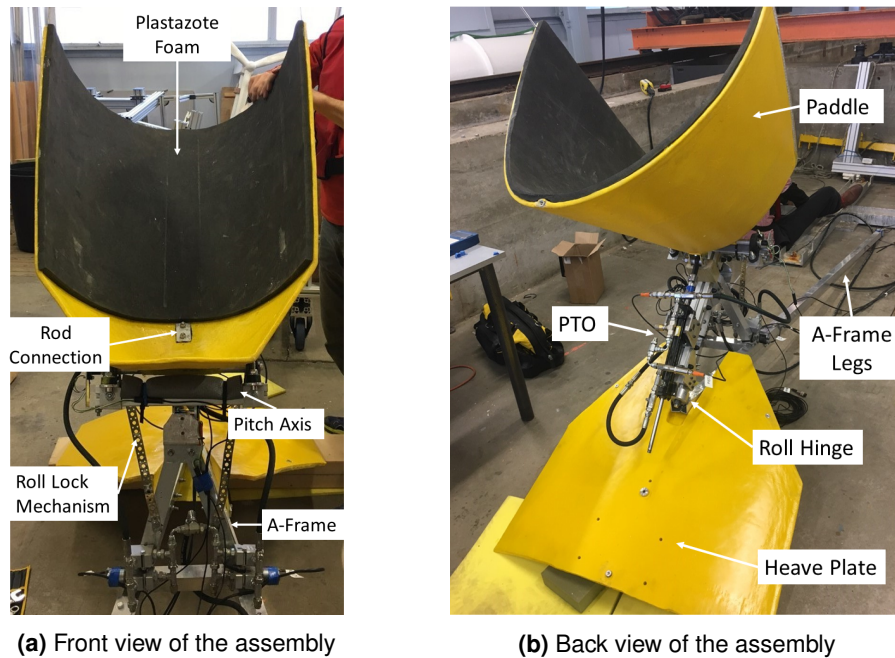 Plastazote
Foam
Rod
Connection
Pitch Axis
Roll Lock
Mechanism
A-Frame
(a) Front view of the assembly
Paddle
PTO
A-Frame
Legs
Roll Hinge
Heave Plate
(b) Back view of the assembly